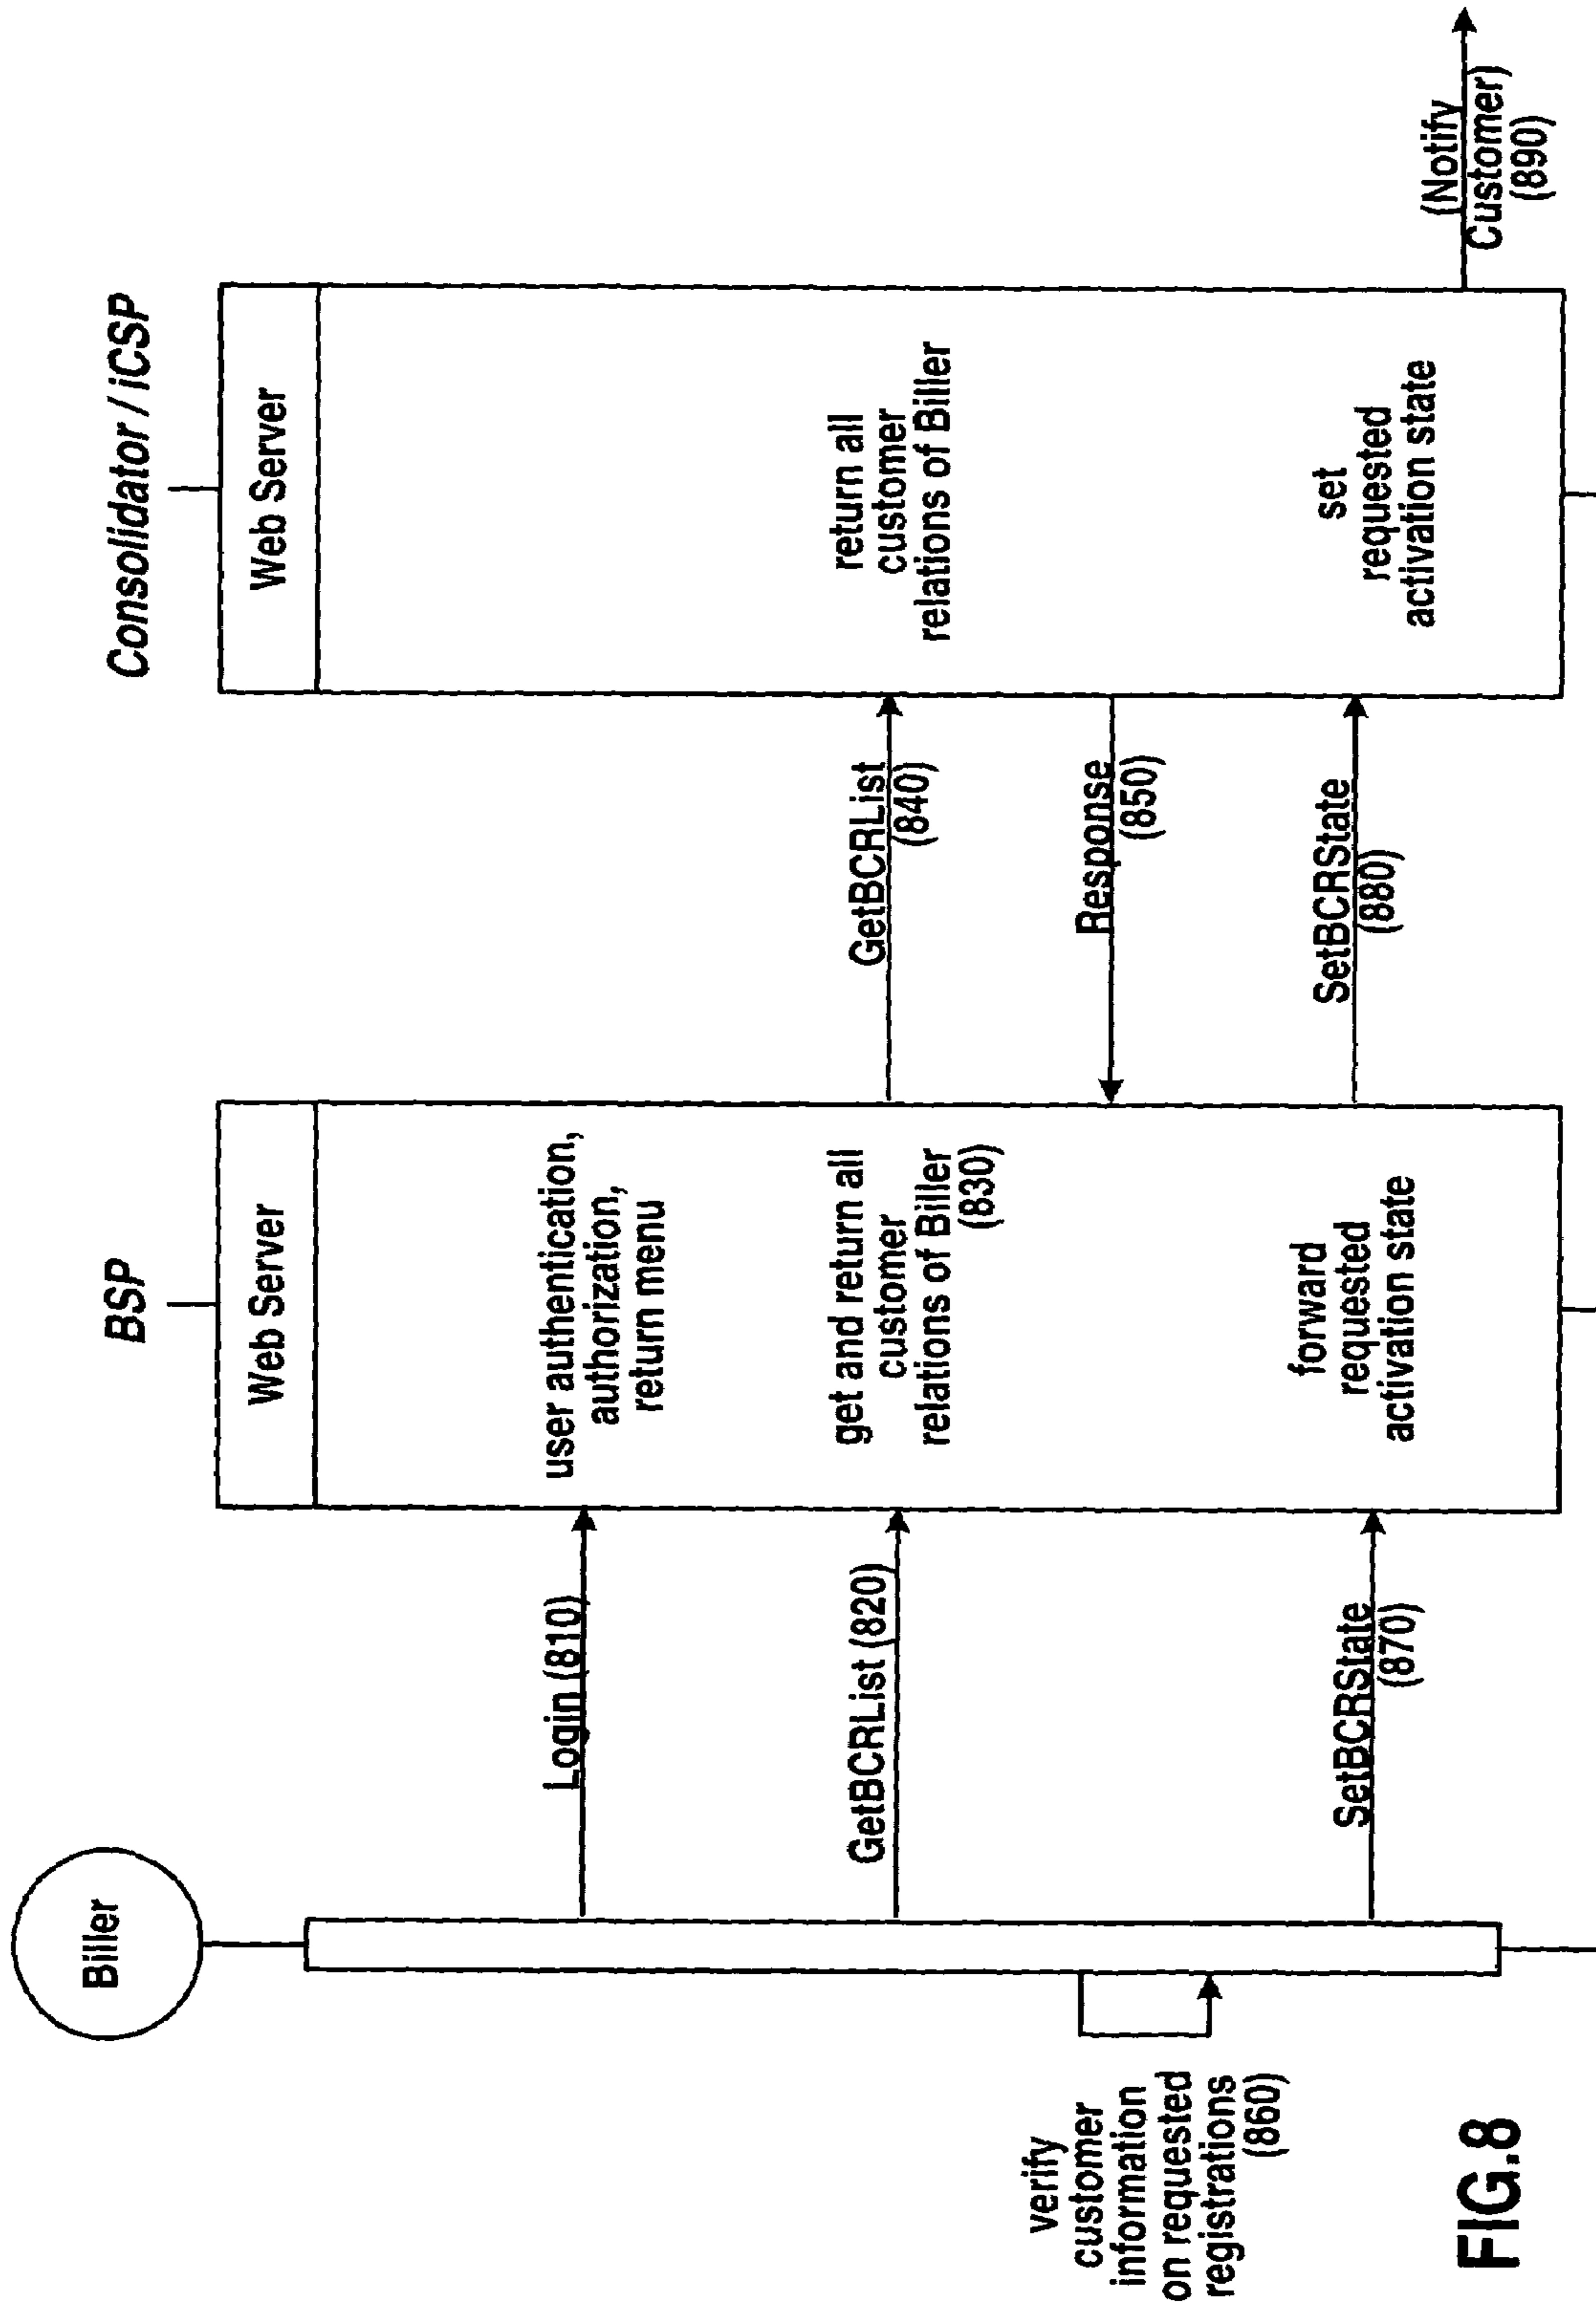 Biller
BSP
Consolidator / iCSP
Web Server
Web Server
Login (810)
user authentication,
authorization,
return menu
GetBCRList (820)
get and return all
customer
relations of Biller
(830)
GetBCRList
(840)
return all
customer
relations of Biller
Response
(850)
verify
customer
information
on requested
registrations
(860)
SetBCRState
(870)
forward
requested
activation state
SetBCRState
(880)
set
requested
activation state
(Notify
Customer)
(890)
FIG.8